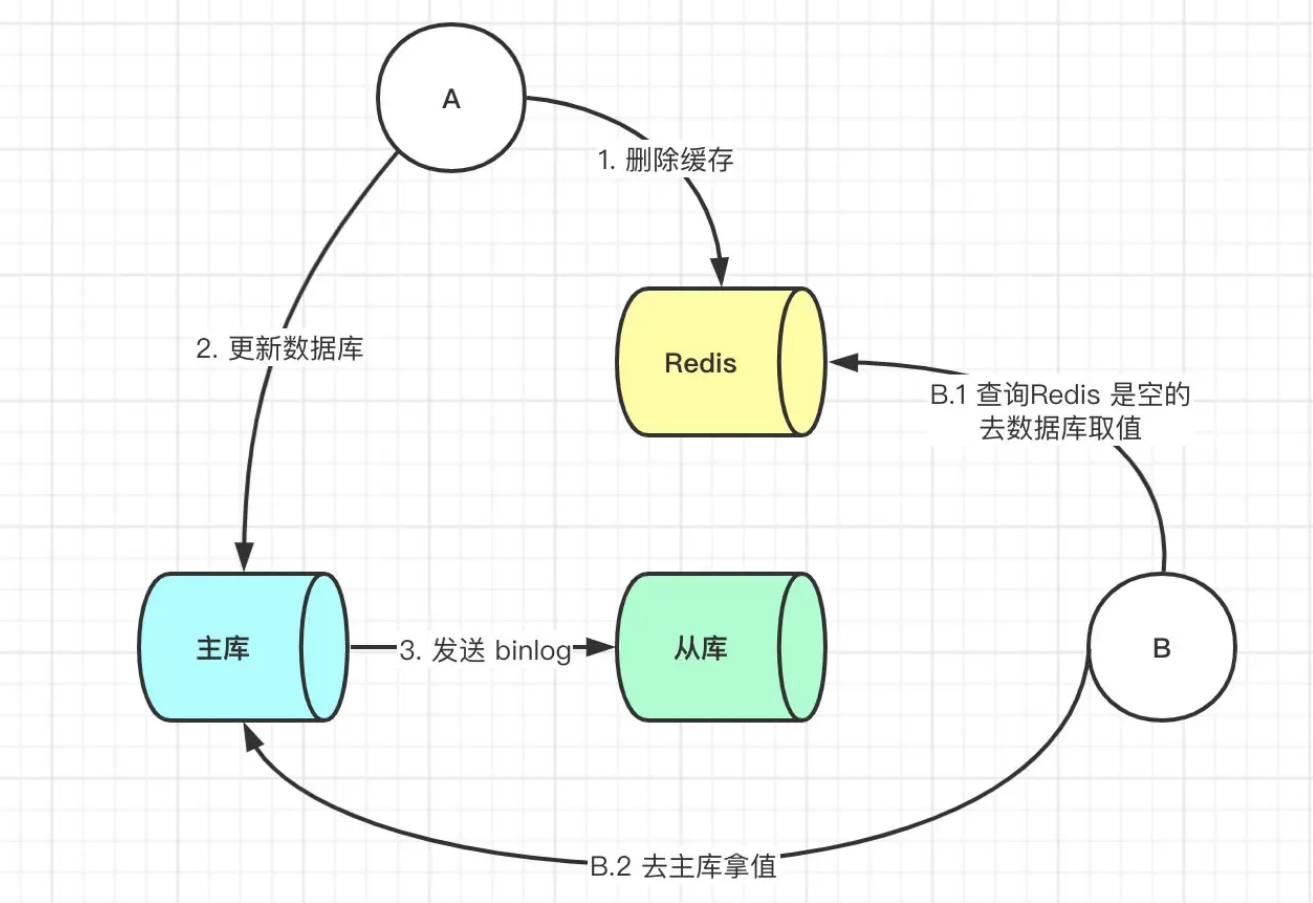 A
1. 删除缓存
2. 更新数据库
Redis
B.1 查询Redis 是空的
去数据库取值
主库
3. 发送 binlog
从库
B
B.2 去主库拿值